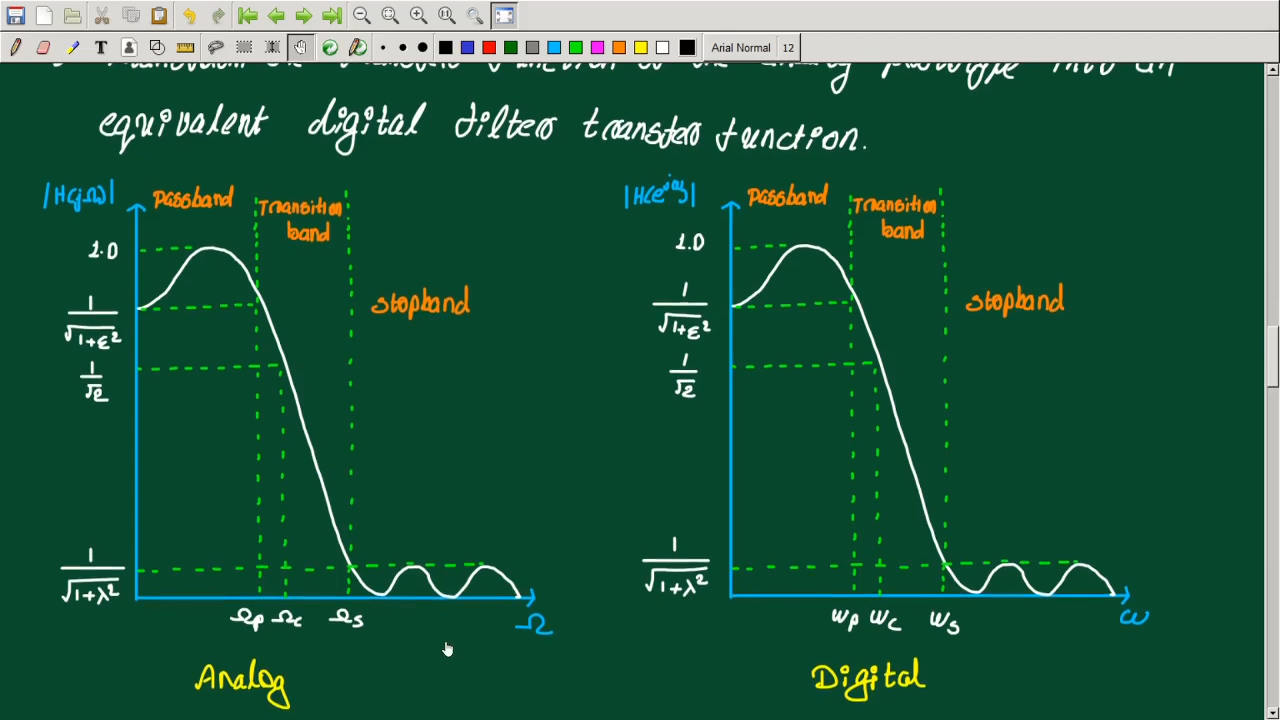 Arial Normal 12
equivalent digital filter transfer function.
|H(jΩ)| Passband Transition band Stopband
1.0
1/√(1+ε²)
1/√2
1/√(1+λ²)
Ωp Ωc Ωs Ω
Analog
|H(e^jω)| Passband Transition band Stopband
1.0
1/√(1+ε²)
1/√2
1/√(1+λ²)
ωp ωc ωs ω
Digital